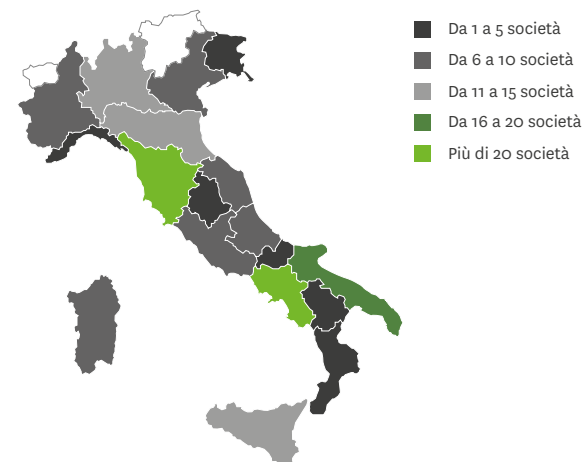 Da 1 a 5 società
Da 6 a 10 società
Da 11 a 15 società
Da 16 a 20 società
Più di 20 società